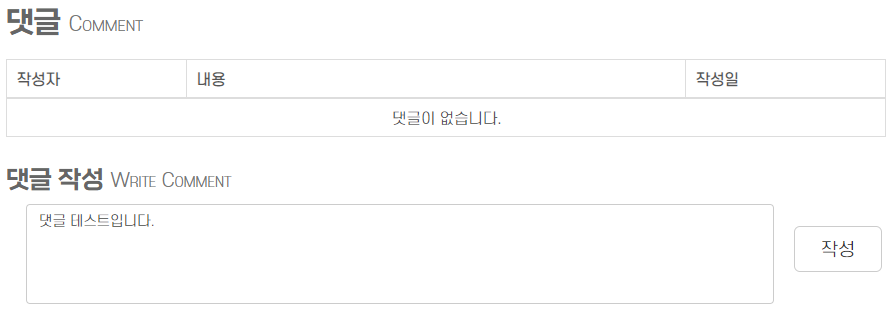 댓글 Comment
작성자 내용 작성일
댓글이 없습니다.
댓글 작성 Write Comment
댓글 테스트입니다.
작성